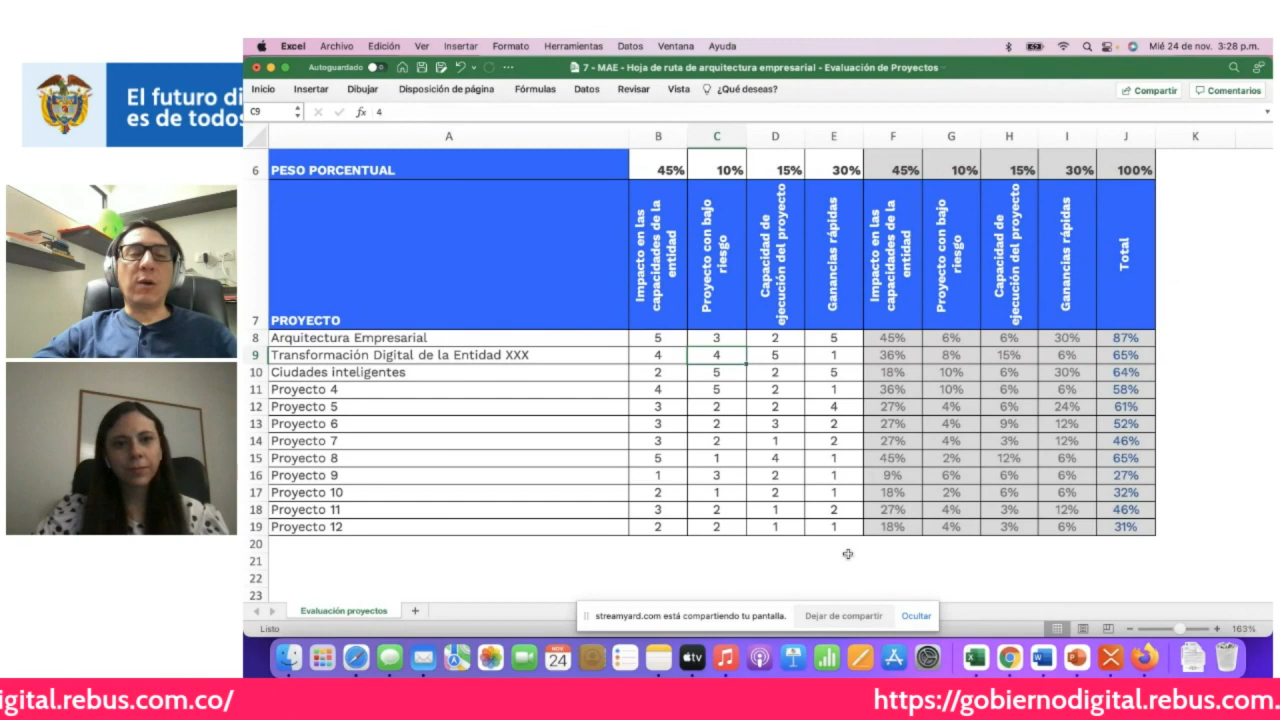 Excel Archivo Edición Ver Insertar Formato Herramientas Datos Ventana Ayuda
Mié 24 de nov. 3:28 p.m.
Autoguardado
7 - MAE - Hoja de ruta de arquitectura empresarial - Evaluación de Proyectos
Inicio Insertar Dibujar Disposición de página Fórmulas Datos Revisar Vista ¿Qué deseas?
Compartir Comentarios
El futuro di
es de todos
C9 fx 4
A B C D E F G H I J K
6 PESO PORCENTUAL 45% 10% 15% 30% 45% 10% 15% 30% 100%
7 PROYECTO
Impacto en las capacidades de la entidad
Proyecto con bajo riesgo
Capacidad de ejecución del proyecto
Ganancias rápidas
Impacto en las capacidades de la entidad
Proyecto con bajo riesgo
Capacidad de ejecución del proyecto
Ganancias rápidas
Total
8 Arquitectura Empresarial 5 3 2 5 45% 6% 6% 30% 87%
9 Transformación Digital de la Entidad XXX 4 4 5 1 36% 8% 15% 6% 65%
10 Ciudades inteligentes 2 5 2 5 18% 10% 6% 30% 64%
11 Proyecto 4 4 5 2 1 36% 10% 6% 6% 58%
12 Proyecto 5 3 2 2 4 27% 4% 6% 24% 61%
13 Proyecto 6 3 2 3 2 27% 4% 9% 12% 52%
14 Proyecto 7 3 2 1 2 27% 4% 3% 12% 46%
15 Proyecto 8 5 1 4 1 45% 2% 12% 6% 65%
16 Proyecto 9 1 3 2 1 9% 6% 6% 6% 27%
17 Proyecto 10 2 1 2 1 18% 2% 6% 6% 32%
18 Proyecto 11 3 2 1 2 27% 4% 3% 12% 46%
19 Proyecto 12 2 2 1 1 18% 4% 3% 6% 31%
20
21
22
23
Evaluación proyectos +
streamyard.com está compartiendo tu pantalla. Dejar de compartir Ocultar
Listo
163%
NOV
24
tv
igital.rebus.com.co/ https://gobiernodigital.rebus.com.